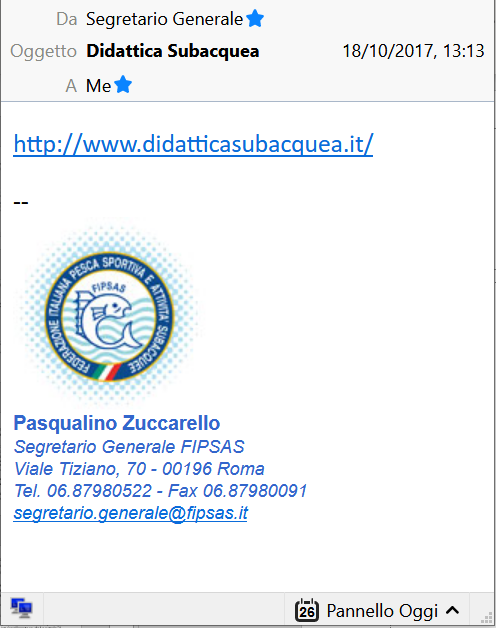 Da Segretario Generale
Oggetto Didattica Subacquea 18/10/2017, 13:13
A Me
http://www.didatticasubacquea.it/
--
FEDERAZIONE ITALIANA PESCA SPORTIVA E ATTIVITA' SUBACQUEE
FIPSAS
Pasqualino Zuccarello
Segretario Generale FIPSAS
Viale Tiziano, 70 - 00196 Roma
Tel. 06.87980522 - Fax 06.87980091
segretario.generale@fipsas.it
26 Pannello Oggi